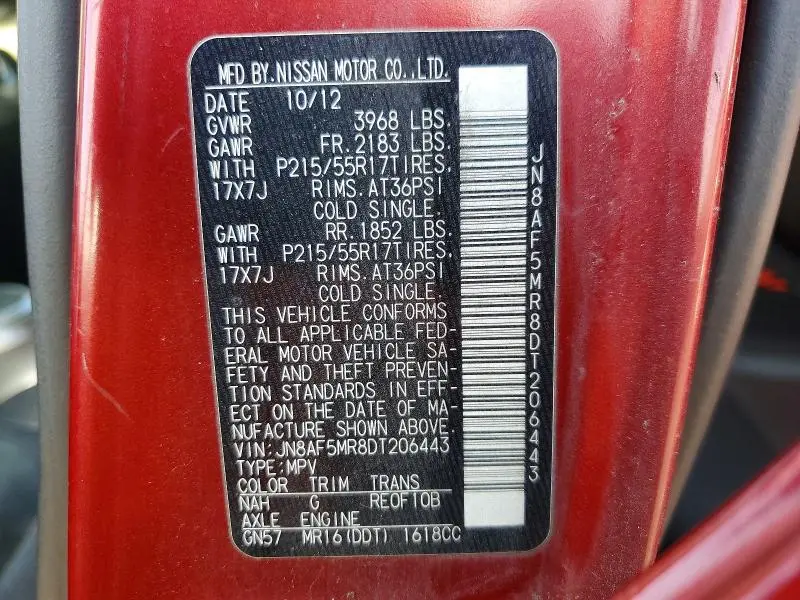 MFD BY.NISSAN MOTOR CO.,LTD.
DATE 10/12
GVWR 3968 LBS.
GAWR FR.2183 LBS.
WITH P215/55R17TIRES.
17X7J RIMS.AT36PSI
COLD SINGLE.
GAWR RR.1852 LBS.
WITH P215/55R17TIRES.
17X7J RIMS.AT36PSI
COLD SINGLE.
THIS VEHICLE CONFORMS
TO ALL APPLICABLE FED-
ERAL MOTOR VEHICLE SA-
FETY AND THEFT PREVEN-
TION STANDARDS IN EFF-
ECT ON THE DATE OF MA-
NUFACTURE SHOWN ABOVE.
VIN:JN8AF5MR8DT206443
TYPE:MPV
COLOR TRIM TRANS
NAH G RE0F10B
AXLE ENGINE
GN57 MR16(DDT) 1618CC
JN8AF5MR8DT206443